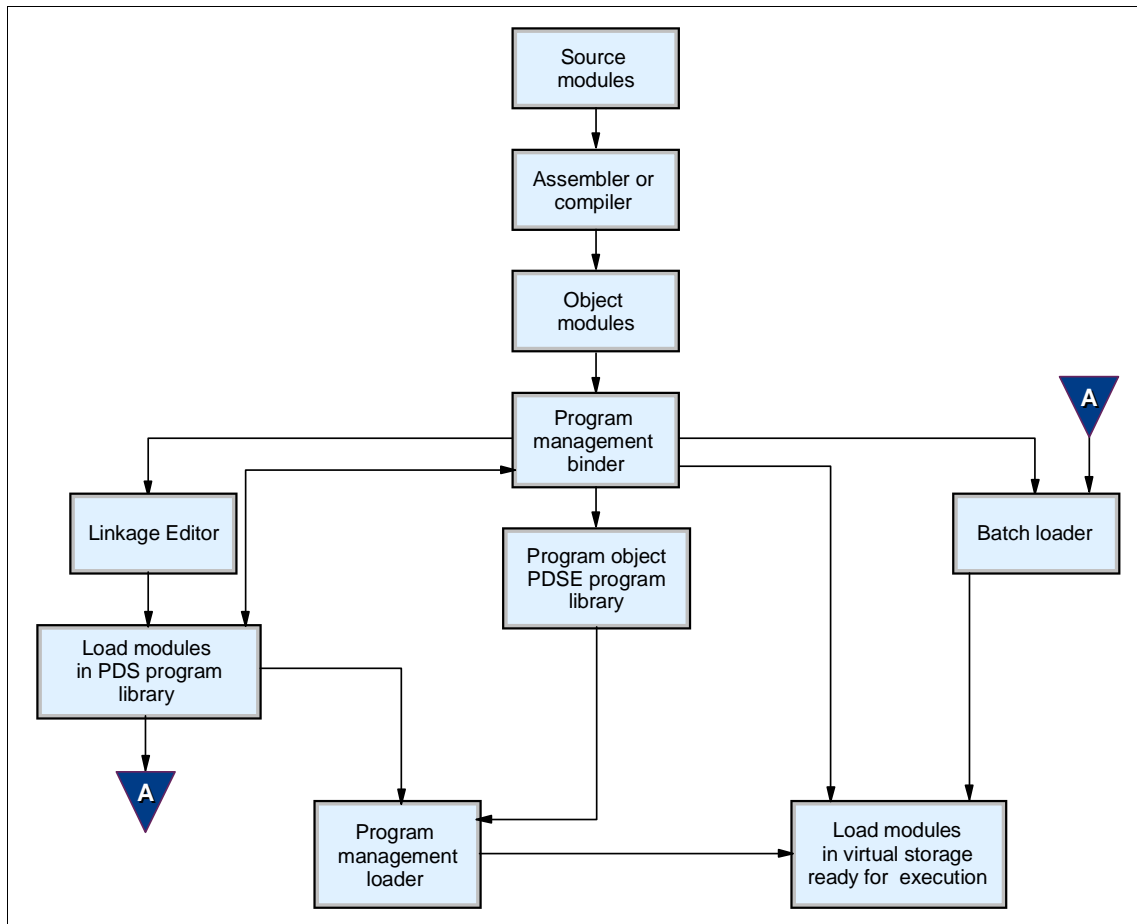 Source
modules
Assembler or
compiler
Object
modules
A
Program
management
binder
Linkage Editor
Batch loader
Program object
PDSE program
library
Load modules
in PDS program
library
A
Program
management
loader
Load modules
in virtual storage
ready for execution